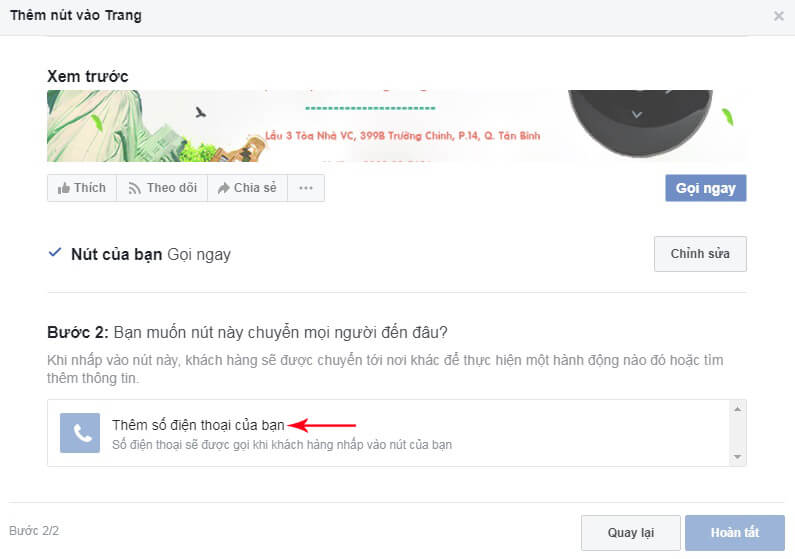 Thêm nút vào Trang
Xem trước
Lầu 3 Tòa Nhà VC, 399B Trường Chinh, P.14, Q. Tân Bình
Thích
Theo dõi
Chia sẻ
Gọi ngay
Nút của bạn Gọi ngay
Chỉnh sửa
Bước 2: Bạn muốn nút này chuyển mọi người đến đâu?
Khi nhấp vào nút này, khách hàng sẽ được chuyển tới nơi khác để thực hiện một hành động nào đó hoặc tìm
thêm thông tin.
Thêm số điện thoại của bạn
Số điện thoại sẽ được gọi khi khách hàng nhấp vào nút của bạn
Bước 2/2
Quay lại
Hoàn tất